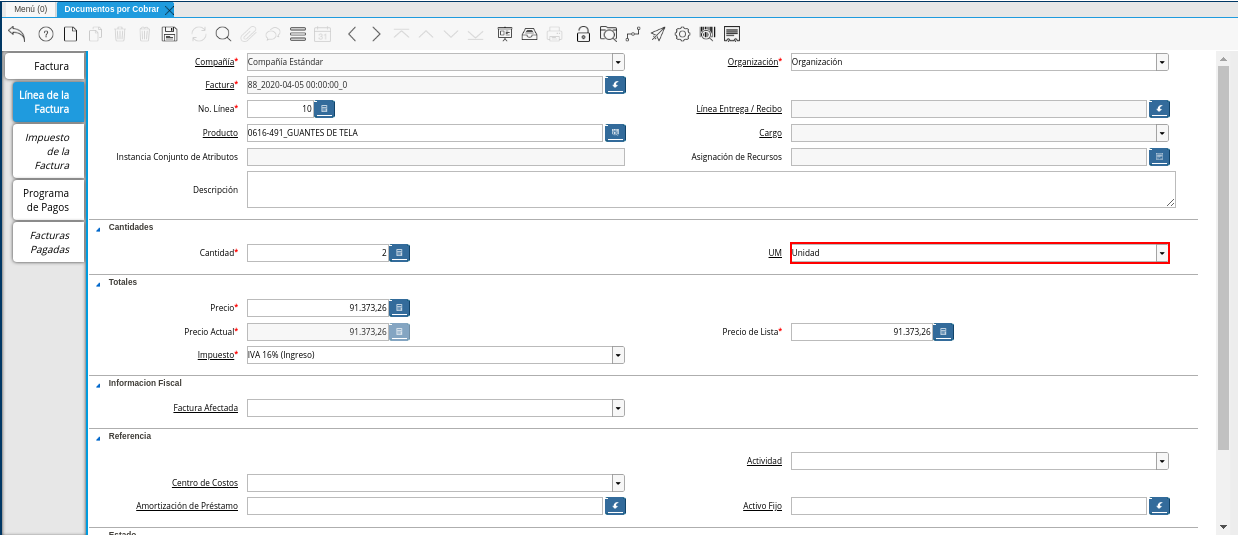 Menú (0)
Documentos por Cobrar
Factura
Línea de la
Factura
Impuesto
de la
Factura
Programa
de Pagos
Facturas
Pagadas
Compañía* Compañía Estándar
Organización* Organización
Factura* 88_2020-04-05 00:00:00_0
No. Línea* 10
Línea Entrega / Recibo
Producto 0616-491_GUANTES DE TELA
Cargo
Instancia Conjunto de Atributos
Asignación de Recursos
Descripción
Cantidades
Cantidad* 2
UM Unidad
Totales
Precio* 91.373,26
Precio Actual* 91.373,26
Precio de Lista* 91.373,26
Impuesto* IVA 16% (Ingreso)
Informacion Fiscal
Factura Afectada
Referencia
Actividad
Centro de Costos
Amortización de Préstamo
Activo Fijo
Estado